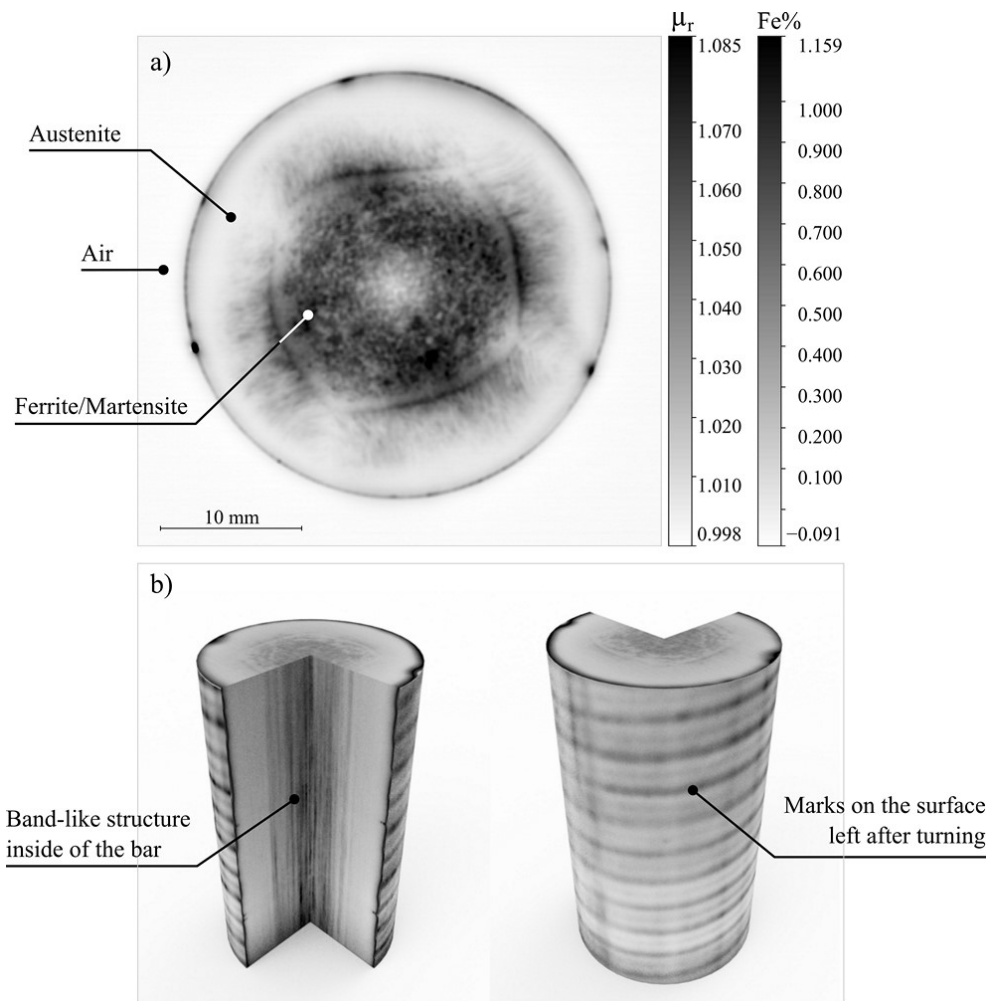 a)
μr
Fe%
1.085
1.070
1.060
1.050
1.040
1.030
1.020
1.010
0.998
1.159
1.000
0.900
0.800
0.700
0.600
0.500
0.400
0.300
0.200
0.100
−0.091
Austenite
Air
Ferrite/Martensite
10 mm
b)
Band-like structure
inside of the bar
Marks on the surface
left after turning